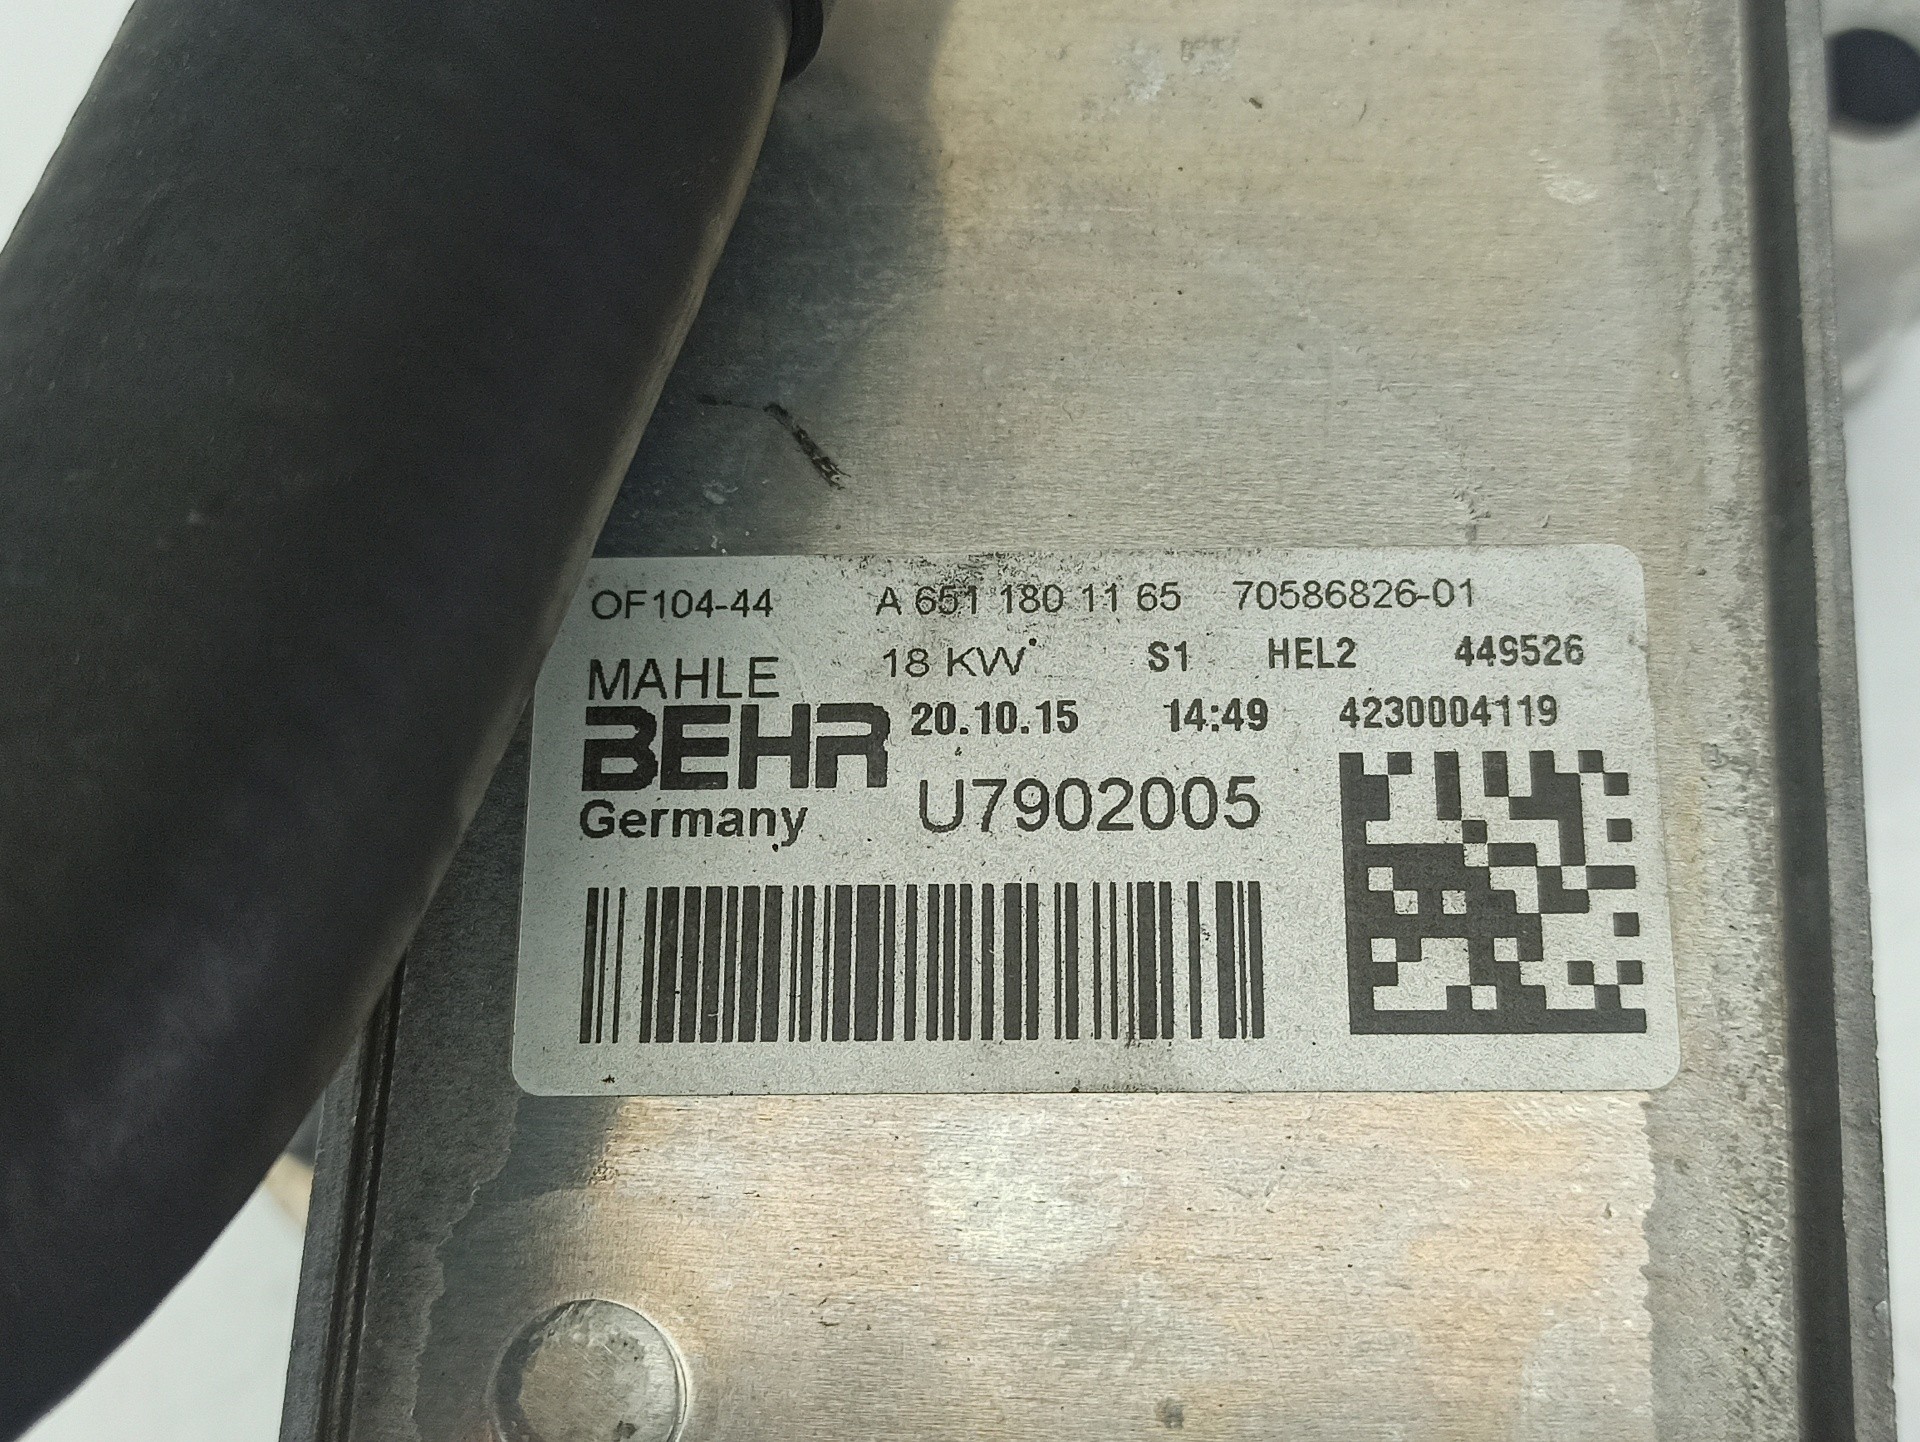 OF104-44 A 651 180 11 65 70586826-01
MAHLE 18 KW S1 HEL2 449526
BEHR 20.10.15 14:49 4230004119
Germany U7902005